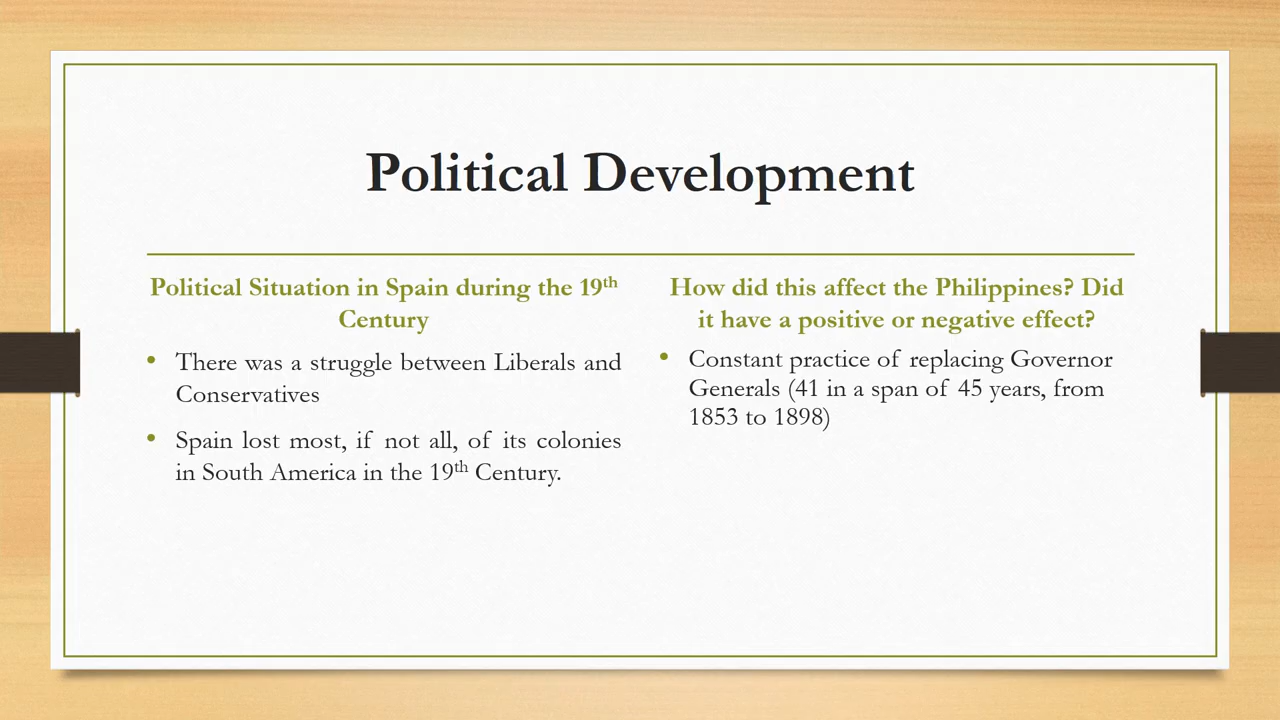 Political Development
Political Situation in Spain during the 19th
Century
• There was a struggle between Liberals and
Conservatives
• Spain lost most, if not all, of its colonies
in South America in the 19th Century.
How did this affect the Philippines? Did
it have a positive or negative effect?
• Constant practice of replacing Governor
Generals (41 in a span of 45 years, from
1853 to 1898)